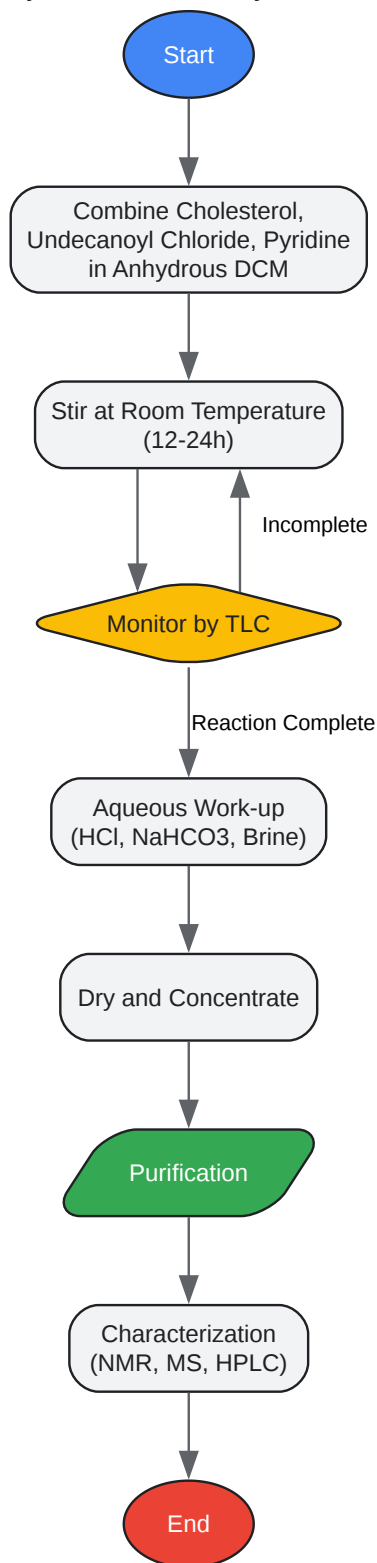 Start
Combine Cholesterol,
Undecanoyl Chloride, Pyridine
in Anhydrous DCM
Stir at Room Temperature
(12-24h)
Incomplete
Monitor by TLC
Reaction Complete
Aqueous Work-up
(HCl, NaHCO3, Brine)
Dry and Concentrate
Purification
Characterization
(NMR, MS, HPLC)
End